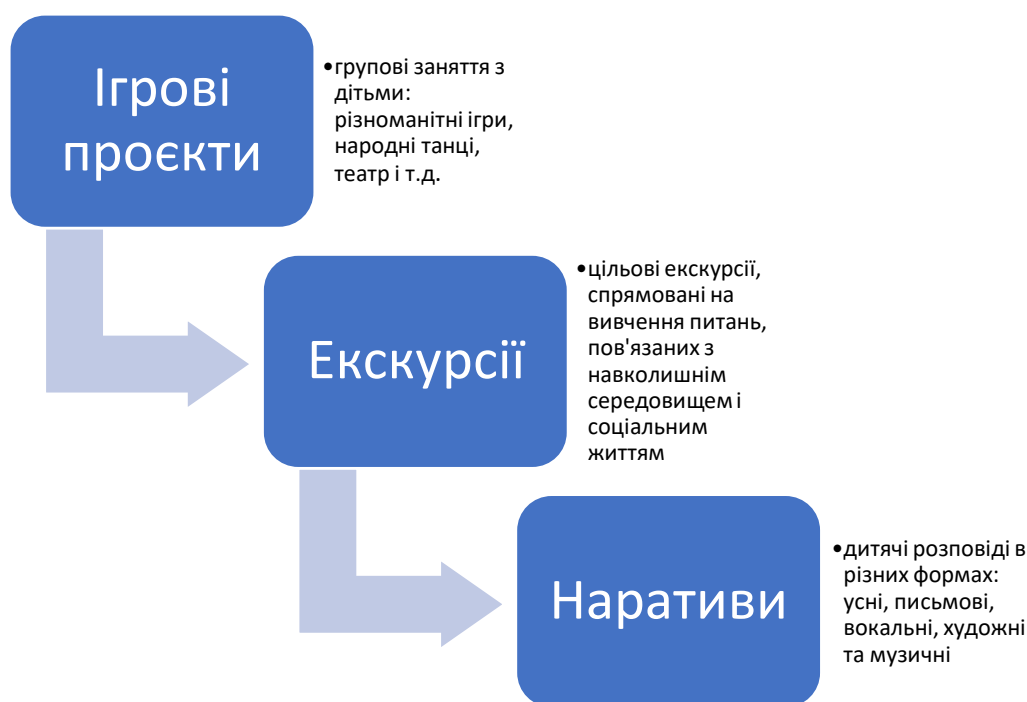 Ігрові
проєкти
•групові заняття з
дітьми:
різноманітні ігри,
народні танці,
театр і т.д.
Екскурсії
•цільові екскурсії,
спрямовані на
вивчення питань,
пов'язаних з
навколишнім
середовищем і
соціальним
життям
Наративи
•дитячі розповіді в
різних формах:
усні, письмові,
вокальні, художні
та музичні